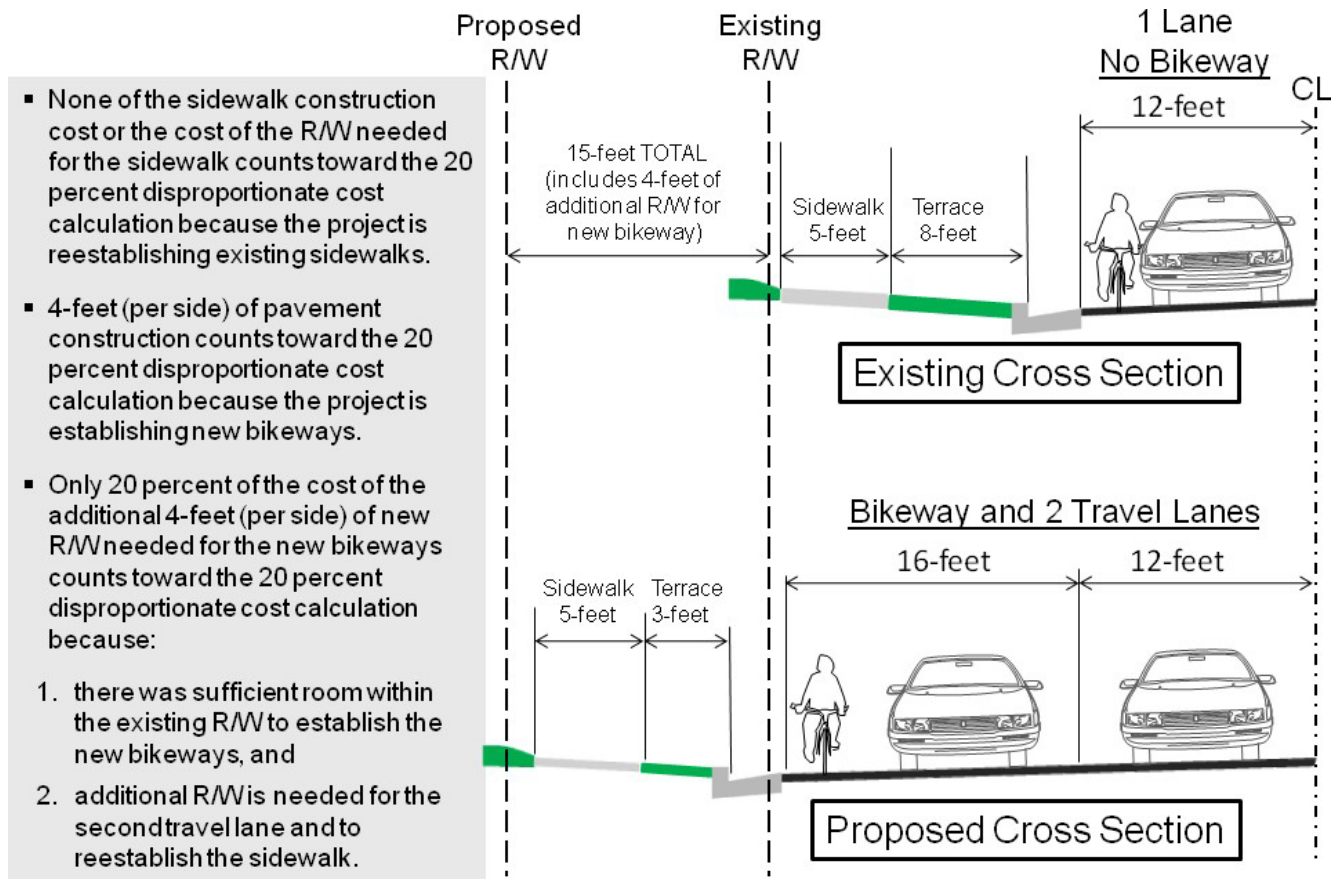 ▪ None of the sidewalk construction
cost or the cost of the R/W needed
for the sidewalk counts toward the 20
percent disproportionate cost
calculation because the project is
reestablishing existing sidewalks.
▪ 4-feet (per side) of pavement
construction counts toward the 20
percent disproportionate cost
calculation because the project is
establishing new bikeways.
▪ Only 20 percent of the cost of the
additional 4-feet (per side) of new
R/W needed for the new bikeways
counts toward the 20 percent
disproportionate cost calculation
because:
1. there was sufficient room within
the existing R/W to establish the
new bikeways, and
2. additional R/W is needed for the
second travel lane and to
reestablish the sidewalk.
Proposed
R/W
Existing
R/W
1 Lane
No Bikeway
12-feet
CL
15-feet TOTAL
(includes 4-feet of
additional R/W for
new bikeway)
Sidewalk
5-feet
Terrace
8-feet
Existing Cross Section
Bikeway and 2 Travel Lanes
16-feet
12-feet
Sidewalk
5-feet
Terrace
3-feet
Proposed Cross Section